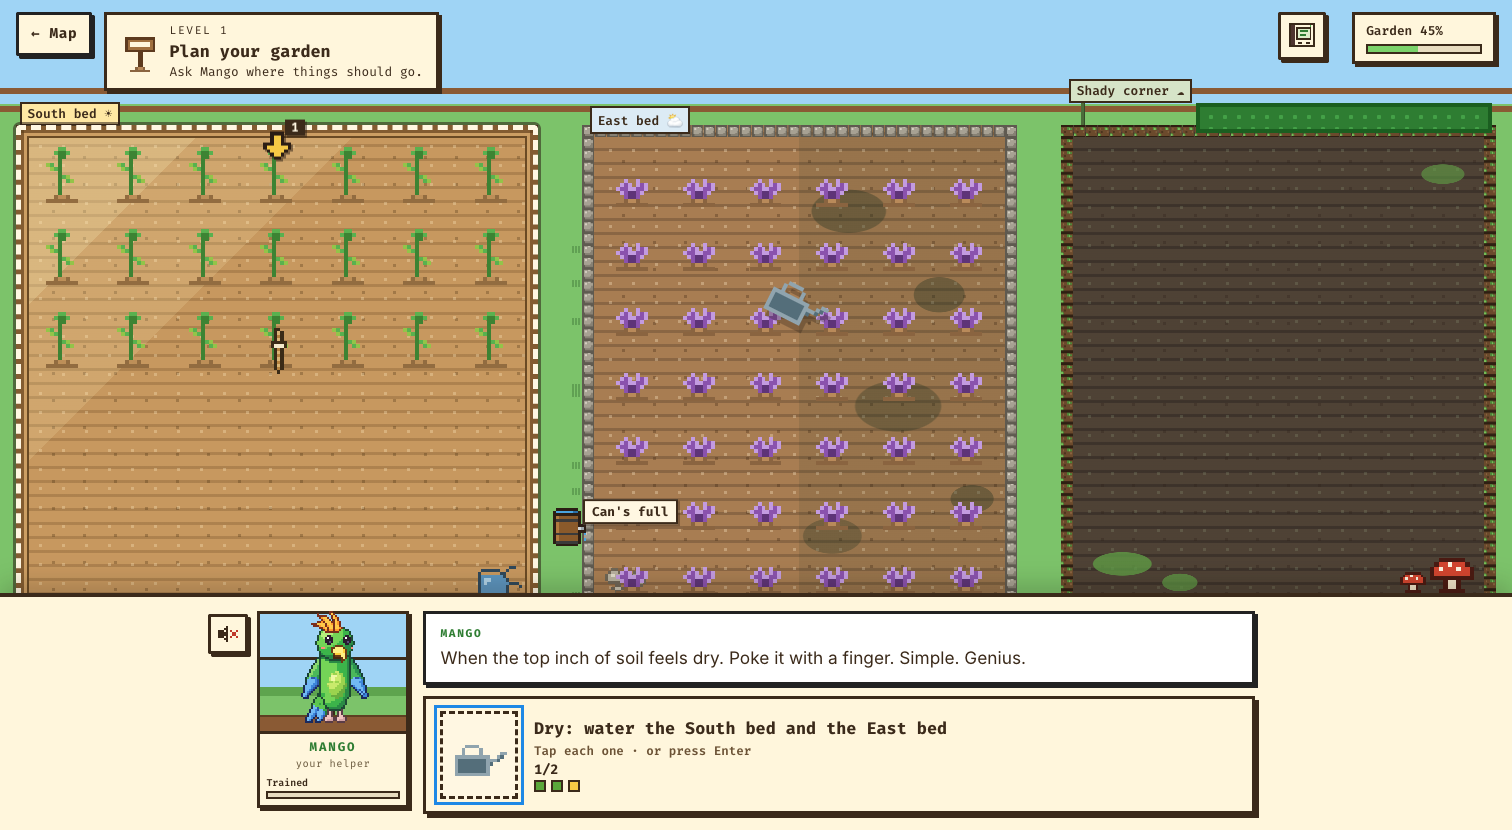 ← Map
LEVEL 1
Plan your garden
Ask Mango where things should go.
Garden 45%
South bed ☀
1
East bed ⛅
Shady corner ☁
Can's full
MANGO
When the top inch of soil feels dry. Poke it with a finger. Simple. Genius.
MANGO
your helper
Trained
Dry: water the South bed and the East bed
Tap each one · or press Enter
1/2